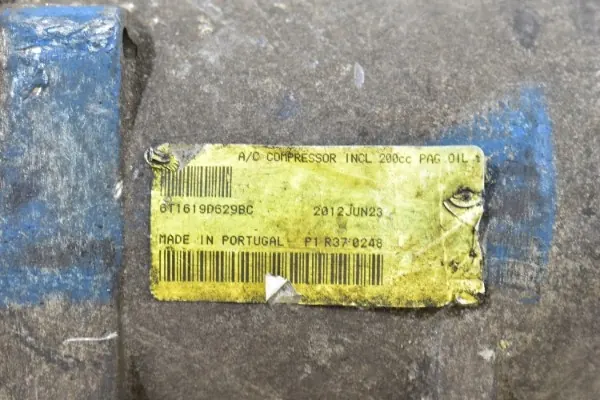 A/C COMPRESSOR INCL 200cc PAG OIL
6T1619D629BC 2012JUN23
MADE IN PORTUGAL P1 R37 0248